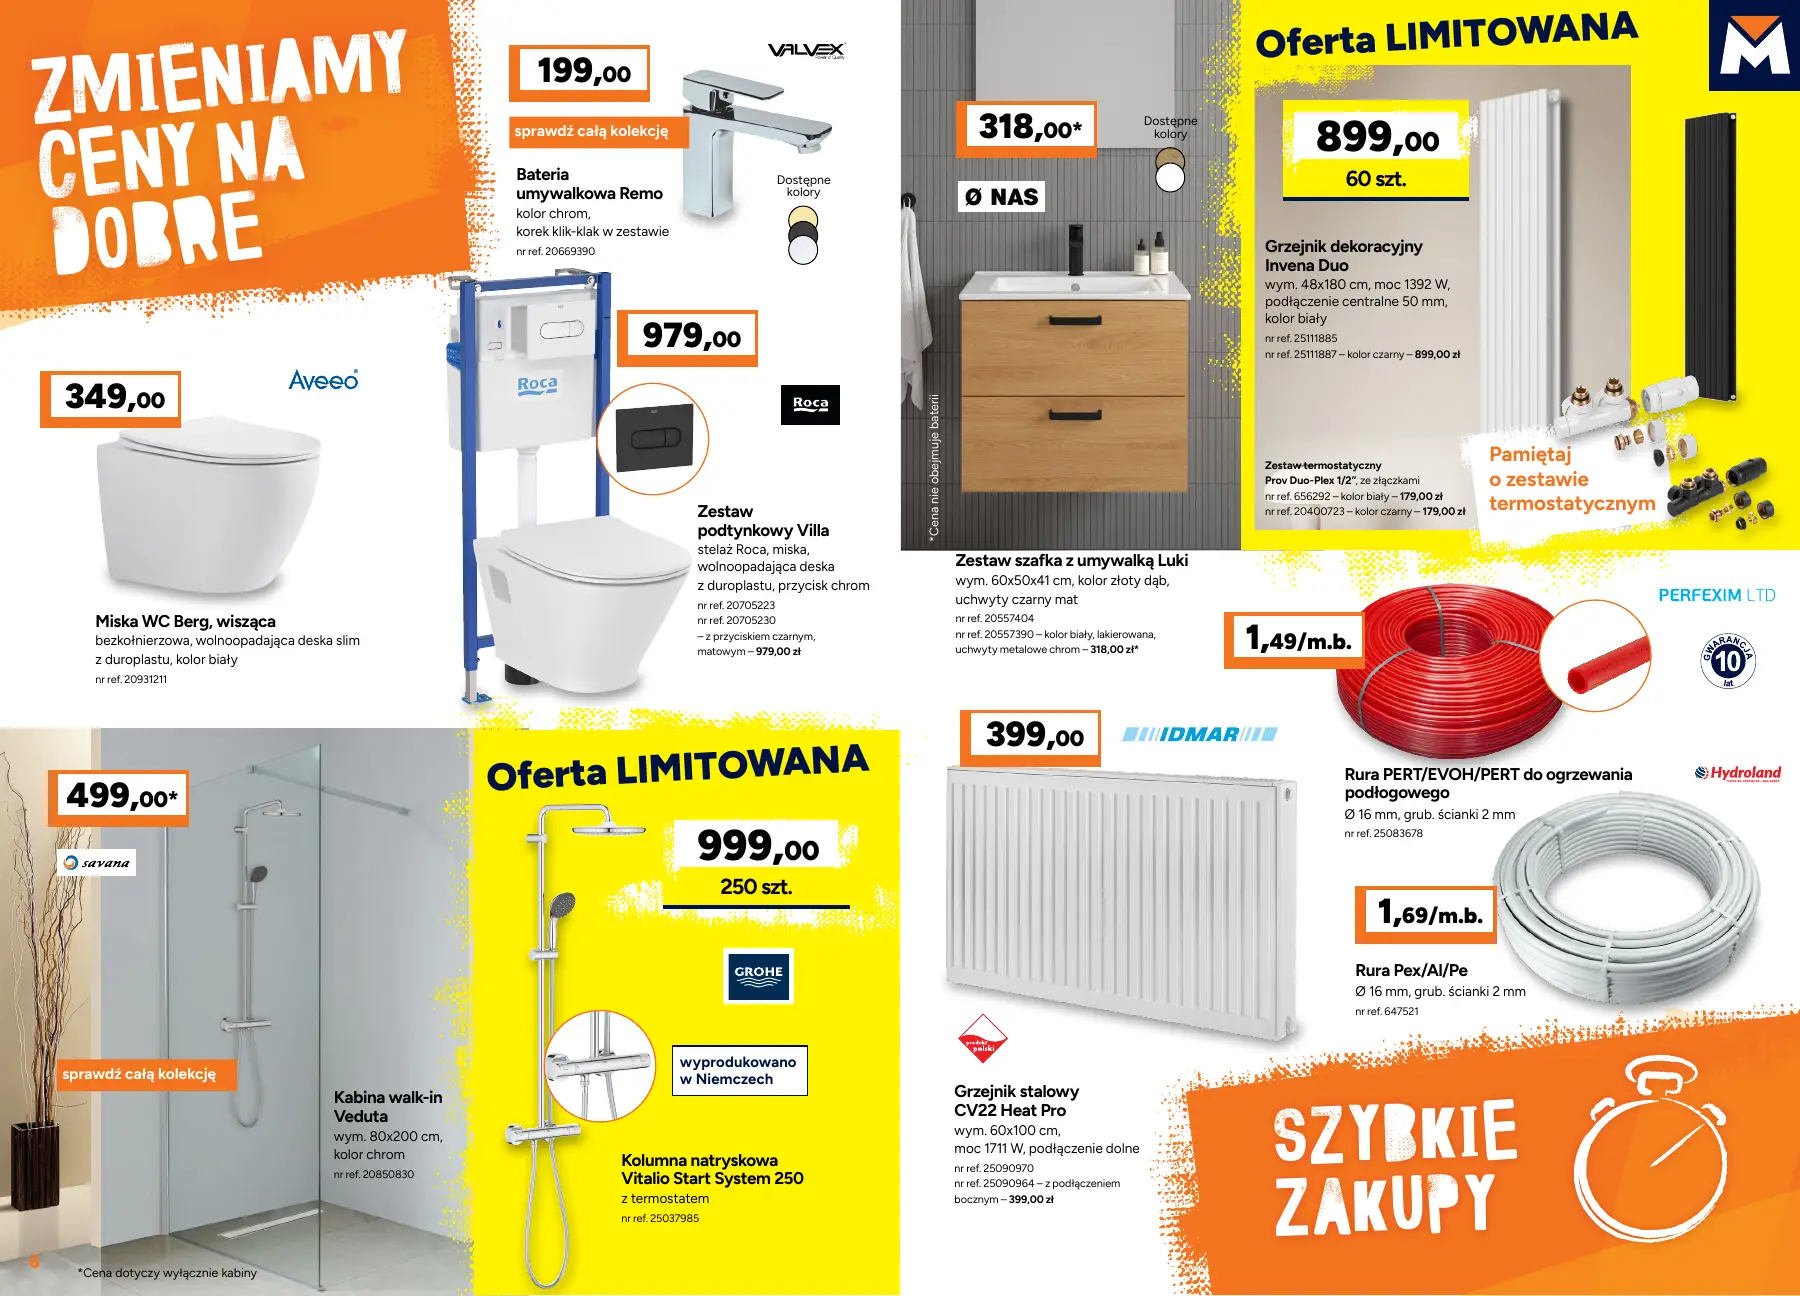 ZMIENIAMY
CENY NA
DOBRE
199,00
sprawdź całą kolekcję
VALVEX
Power of Quality
Bateria
umywalkowa Remo
kolor chrom,
korek klik-klak w zestawie
nr ref. 20669390
Dostępne
kolory
349,00
Aveeo
Miska WC Berg, wisząca
bezkołnierzowa, wolnoopadająca deska slim
z duroplastu, kolor biały
nr ref. 20931211
979,00
Roca
Roca
Zestaw
podtynkowy Villa
stelaż Roca, miska,
wolnoopadająca deska
z duroplastu, przycisk chrom
nr ref. 20705223
nr ref. 20705230
– z przyciskiem czarnym,
matowym – 979,00 zł
499,00*
savana
sprawdź całą kolekcję
Kabina walk-in
Veduta
wym. 80x200 cm,
kolor chrom
nr ref. 20850830
*Cena dotyczy wyłącznie kabiny
6
Oferta LIMITOWANA
999,00
250 szt.
GROHE
wyprodukowano
w Niemczech
Kolumna natryskowa
Vitalio Start System 250
z termostatem
nr ref. 25037985
318,00*
Dostępne
kolory
Ø NAS
*Cena nie obejmuje baterii
Zestaw szafka z umywalką Luki
wym. 60x50x41 cm, kolor złoty dąb,
uchwyty czarny mat
nr ref. 20557404
nr ref. 20557390 – kolor biały, lakierowana,
uchwyty metalowe chrom – 318,00 zł*
Oferta LIMITOWANA
M
899,00
60 szt.
Grzejnik dekoracyjny
Invena Duo
wym. 48x180 cm, moc 1392 W,
podłączenie centralne 50 mm,
kolor biały
nr ref. 25111885
nr ref. 25111887 – kolor czarny – 899,00 zł
Zestaw termostatyczny
Prov Duo-Plex 1/2”, ze złączkami
nr ref. 656292 – kolor biały – 179,00 zł
nr ref. 20400723 – kolor czarny – 179,00 zł
Pamiętaj
o zestawie
termostatycznym
1,49/m.b.
PERFEXIM LTD
GWARANCJA
10
lat
Rura PERT/EVOH/PERT do ogrzewania
podłogowego
Ø 16 mm, grub. ścianki 2 mm
nr ref. 25083678
Hydroland
1,69/m.b.
Rura Pex/Al/Pe
Ø 16 mm, grub. ścianki 2 mm
nr ref. 647521
399,00
IDMAR
produkt
polski
Grzejnik stalowy
CV22 Heat Pro
wym. 60x100 cm,
moc 1711 W, podłączenie dolne
nr ref. 25090970
nr ref. 25090964 – z podłączeniem
bocznym – 399,00 zł
SZYBKIE
ZAKUPY